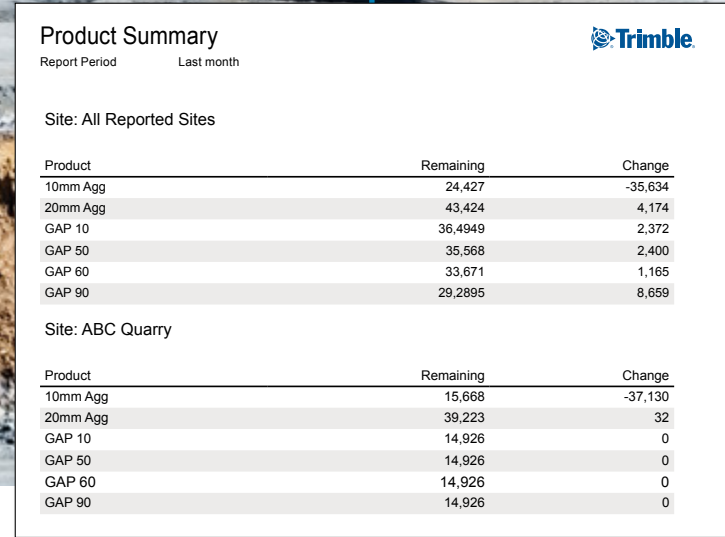 Product Summary
Trimble.
Report Period Last month
Site: All Reported Sites
Product Remaining Change
10mm Agg 24,427 -35,634
20mm Agg 43,424 4,174
GAP 10 36,4949 2,372
GAP 50 35,568 2,400
GAP 60 33,671 1,165
GAP 90 29,2895 8,659
Site: ABC Quarry
Product Remaining Change
10mm Agg 15,668 -37,130
20mm Agg 39,223 32
GAP 10 14,926 0
GAP 50 14,926 0
GAP 60 14,926 0
GAP 90 14,926 0